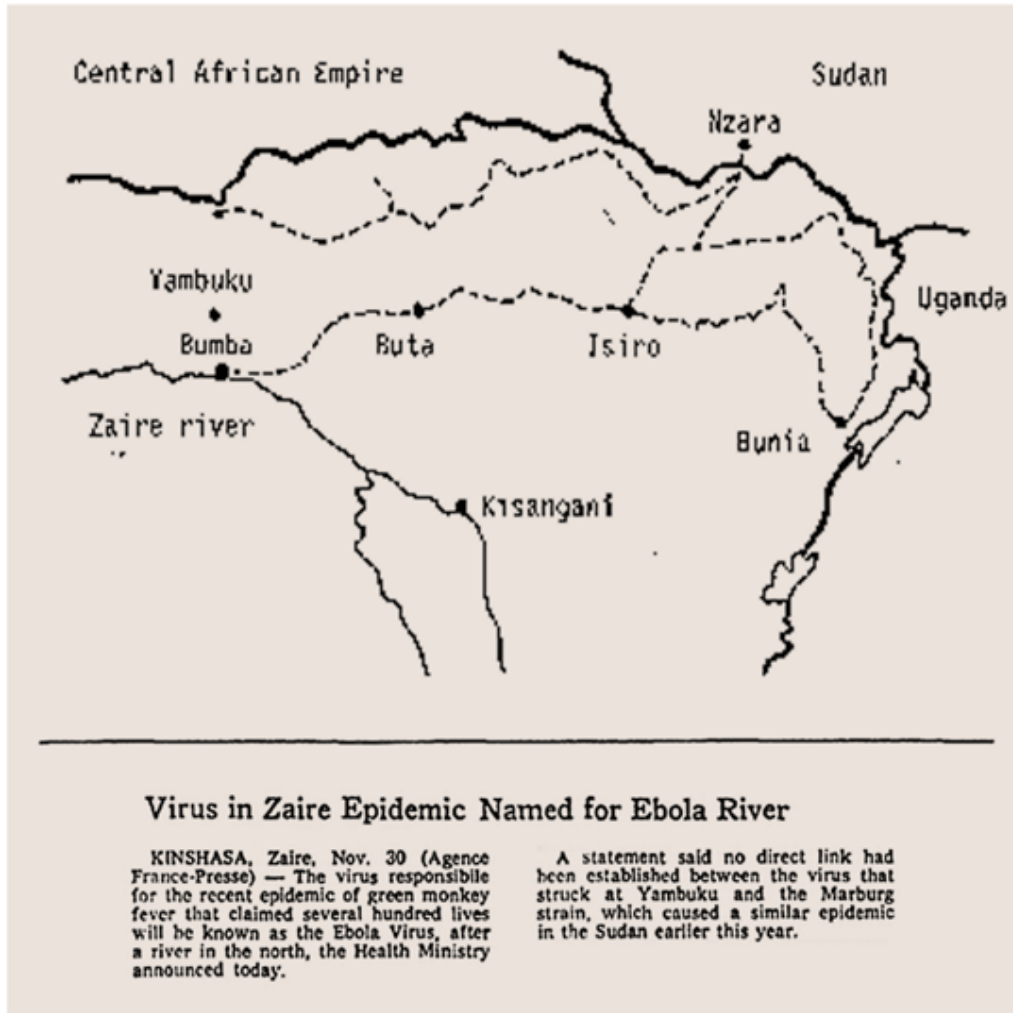 Central African Empire
Sudan
Nzara
Yambuku
Uganda
Bumba
Buta
Isiro
Zaire river
Bunia
Kisangani
Virus in Zaire Epidemic Named for Ebola River
KINSHASA, Zaire, Nov. 30 (Agence
France-Presse) — The virus responsibile
for the recent epidemic of green monkey
fever that claimed several hundred lives
will be known as the Ebola Virus, after
a river in the north, the Health Ministry
announced today.
A statement said no direct link had
been established between the virus that
struck at Yambuku and the Marburg
strain, which caused a similar epidemic
in the Sudan earlier this year.